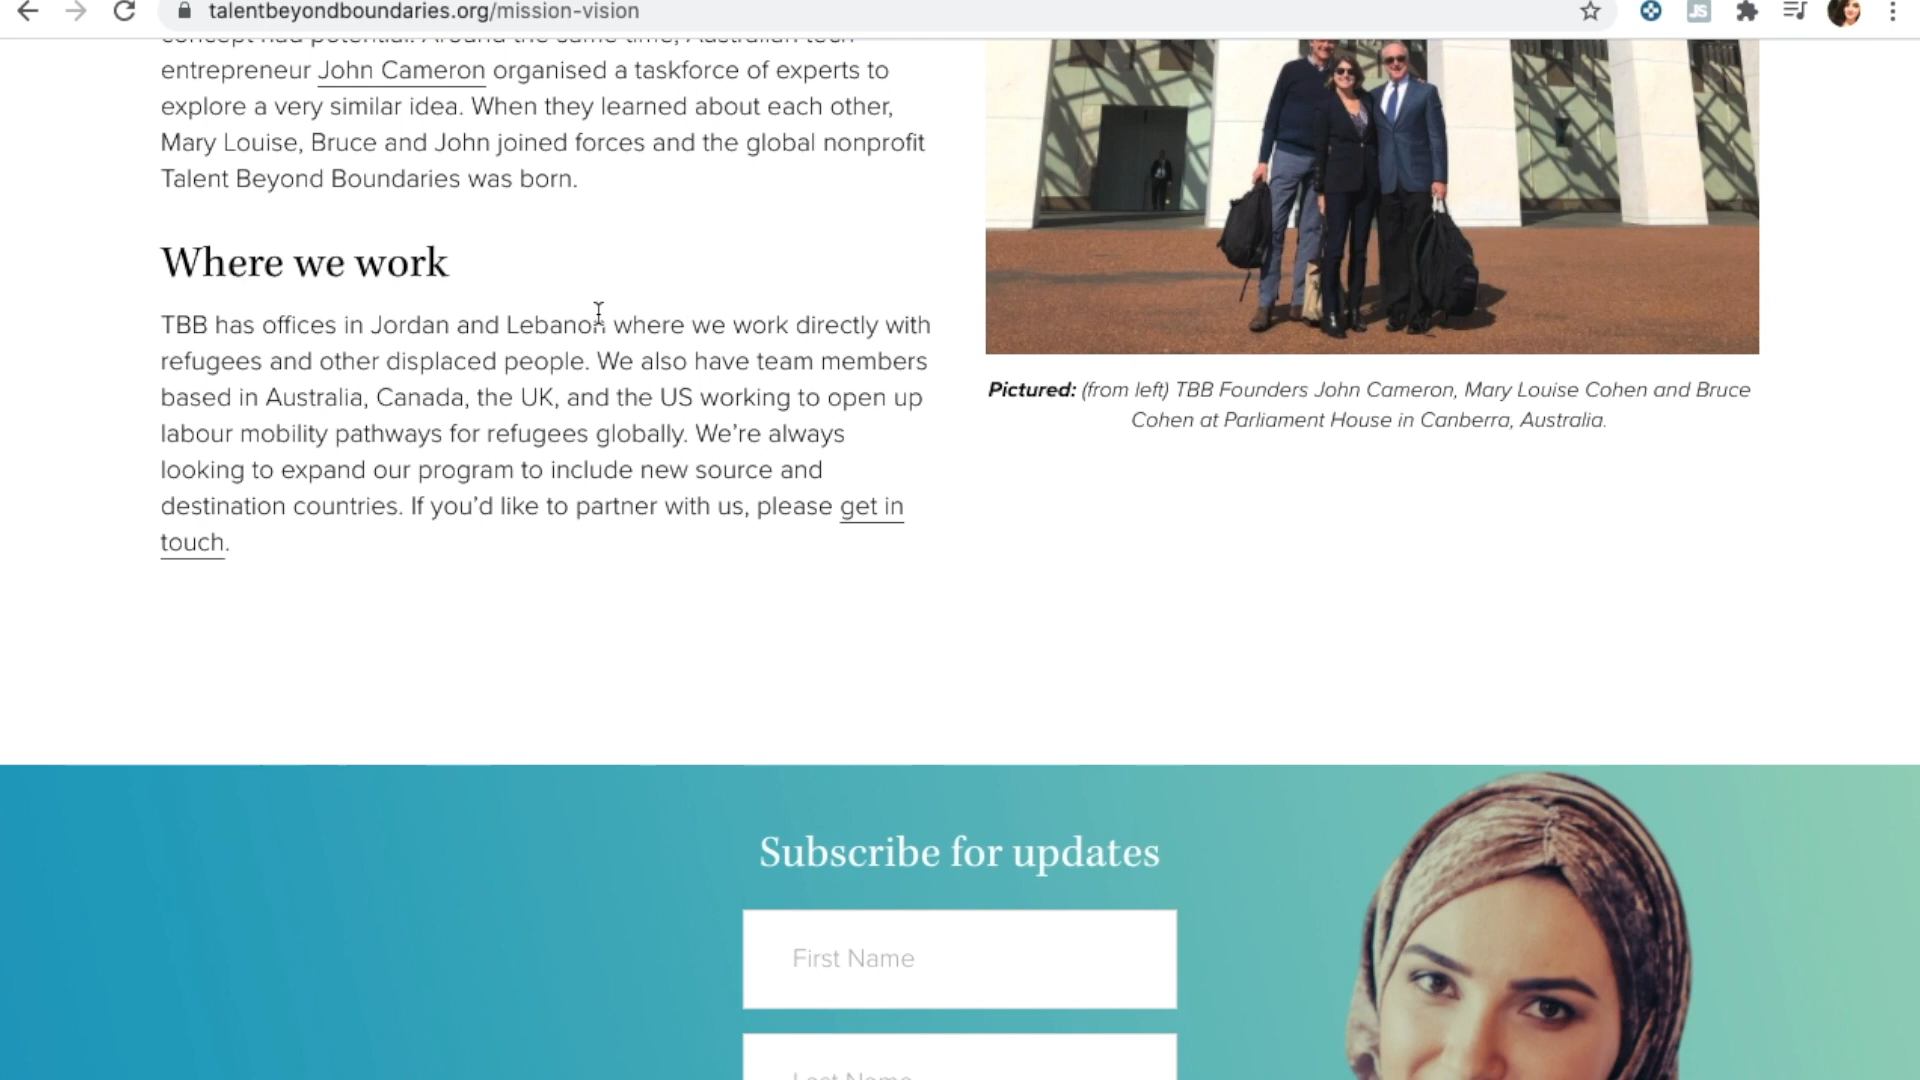 talentbeyondboundaries.org/mission-vision
JS
entrepreneur John Cameron organised a taskforce of experts to
explore a very similar idea. When they learned about each other,
Mary Louise, Bruce and John joined forces and the global nonprofit
Talent Beyond Boundaries was born.
Where we work
TBB has offices in Jordan and Lebanon where we work directly with
refugees and other displaced people. We also have team members
based in Australia, Canada, the UK, and the US working to open up
labour mobility pathways for refugees globally. We’re always
looking to expand our program to include new source and
destination countries. If you’d like to partner with us, please get in
touch.
Pictured: (from left) TBB Founders John Cameron, Mary Louise Cohen and Bruce
Cohen at Parliament House in Canberra, Australia.
Subscribe for updates
First Name
Last Name